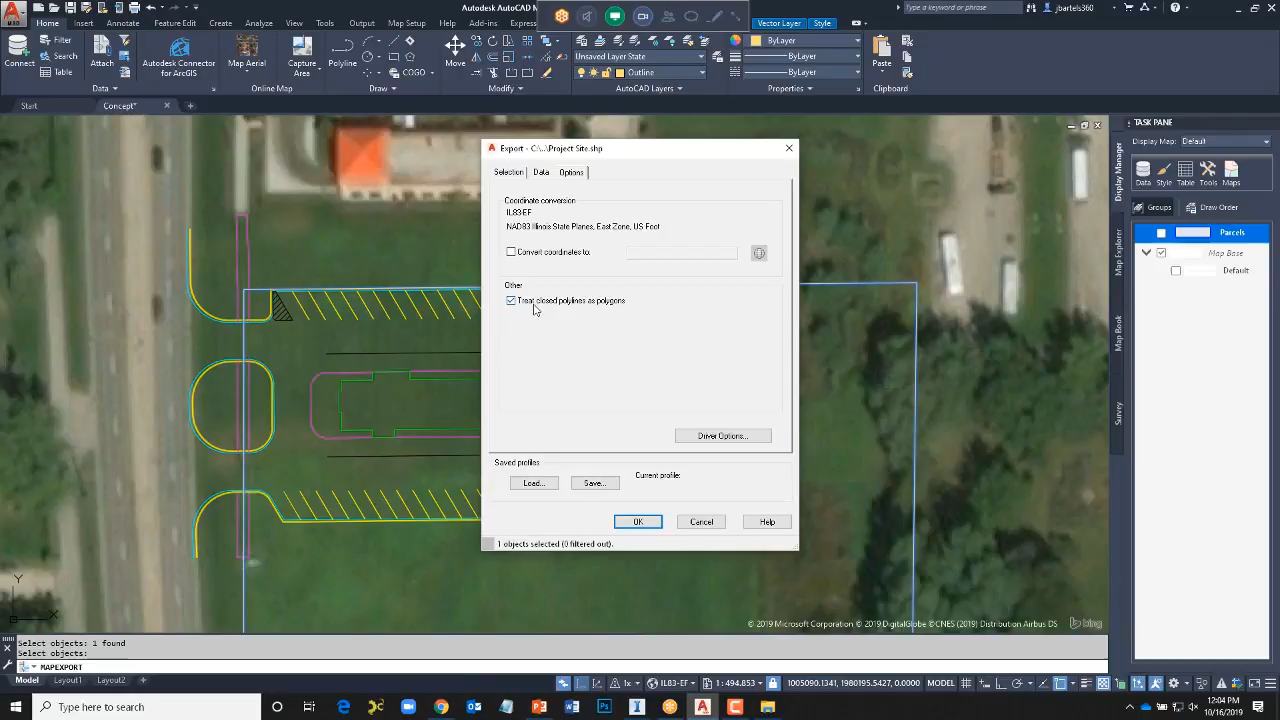 Autodesk AutoCAD M
Type a keyword or phrase
jbartels360
M3D
Home
Insert
Annotate
Feature Edit
Create
Analyze
View
Tools
Output
Map Setup
Add-ins
Express
Vector Layer
Style
Filter
Search
Table
Connect
Attach
Autodesk Connector
for ArcGIS
Map Aerial
Capture
Area
Polyline
COGO
Move
Unsaved Layer State
Outline
ByLayer
ByLayer
ByLayer
Paste
Data
Online Map
Draw
Modify
AutoCAD Layers
Properties
Clipboard
Start
Concept*
TASK PANE
Display Map:
Default
Data
Style
Table
Tools
Maps
Groups
Draw Order
Parcels
Map Base
Default
Display Manager
Map Explorer
Map Book
Survey
Export - C:\...\Project Site.shp
Selection
Data
Options
Coordinate conversion
IL83-EF
NAD83 Illinois State Planes, East Zone, US Foot
Convert coordinates to:
Other
Treat closed polylines as polygons
Driver Options...
Saved profiles
Load...
Save...
Current profile:
OK
Cancel
Help
1 objects selected (0 filtered out).
Y
X
© 2019 Microsoft Corporation © 2019 DigitalGlobe ©CNES (2019) Distribution Airbus DS
bing
Select objects: 1 found
Select objects:
MAPEXPORT
Model
Layout1
Layout2
1x
IL83-EF
1 : 494.853
1005090.1341, 1980195.5027, 0.0000
MODEL
Type here to search
12:04 PM
10/16/2019